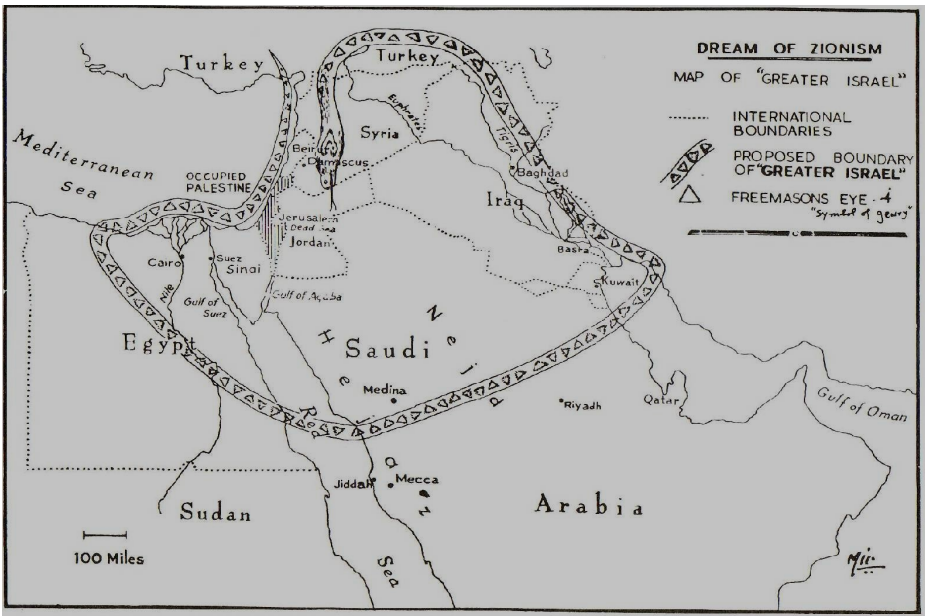 DREAM OF ZIONISM
MAP OF "GREATER ISRAEL"
INTERNATIONAL
BOUNDARIES
PROPOSED BOUNDARY
OF "GREATER ISRAEL"
FREEMASONS EYE
"Symbol of gewry"
Turkey
Turkey
Mediterranean
Sea
Euphrates
Tigris
Syria
Beirut
Damascus
OCCUPIED
PALESTINE
Baghdad
Iraq
Jerusalem
Dead Sea
Jordan
Basra
Cairo
Suez
Sinai
Kuwait
Nile
Gulf of
Suez
Gulf of Aqaba
Egypt
Hejaz
Nejd
Saudi
Medina
Riyadh
Qatar
Gulf of Oman
Red
Sea
Jiddah
Mecca
Arabia
Sudan
100 Miles